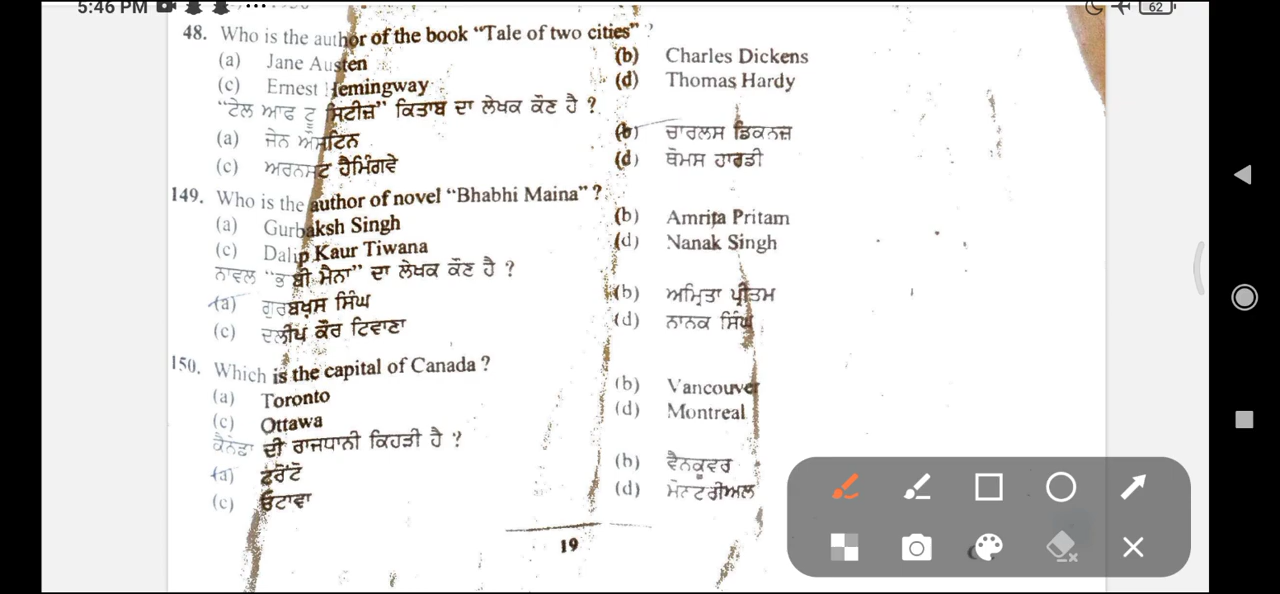 5:46 PM
62
48. Who is the author of the book “Tale of two cities” ?
(a) Jane Austen (b) Charles Dickens
(c) Ernest Hemingway (d) Thomas Hardy
“ਟੇਲ ਆਫ ਟੂ ਸਿਟੀਜ਼” ਕਿਤਾਬ ਦਾ ਲੇਖਕ ਕੌਣ ਹੈ ?
(a) ਜੇਨ ਔਸਟਿਨ (b) ਚਾਰਲਸ ਡਿਕਨਜ਼
(c) ਅਰਨਸਟ ਹੈਮਿੰਗਵੇ (d) ਥੋਮਸ ਹਾਰਡੀ
149. Who is the author of novel “Bhabhi Maina” ?
(a) Gurbaksh Singh (b) Amrita Pritam
(c) Dalip Kaur Tiwana (d) Nanak Singh
ਨਾਵਲ “ਭਾਬੀ ਮੈਨਾ” ਦਾ ਲੇਖਕ ਕੌਣ ਹੈ ?
(a) ਗੁਰਬਖ਼ਸ ਸਿੰਘ (b) ਅਮ੍ਰਿਤਾ ਪ੍ਰੀਤਮ
(c) ਦਲੀਪ ਕੌਰ ਟਿਵਾਣਾ (d) ਨਾਨਕ ਸਿੰਘ
150. Which is the capital of Canada ?
(a) Toronto (b) Vancouver
(c) Ottawa (d) Montreal
ਕੈਨੇਡਾ ਦੀ ਰਾਜਧਾਨੀ ਕਿਹੜੀ ਹੈ ?
(a) ਟੋਰੋਂਟੋ (b) ਵੈਨਕੂਵਰ
(c) ਓਟਾਵਾ (d) ਮੋਨਟਰੀਅਲ
19